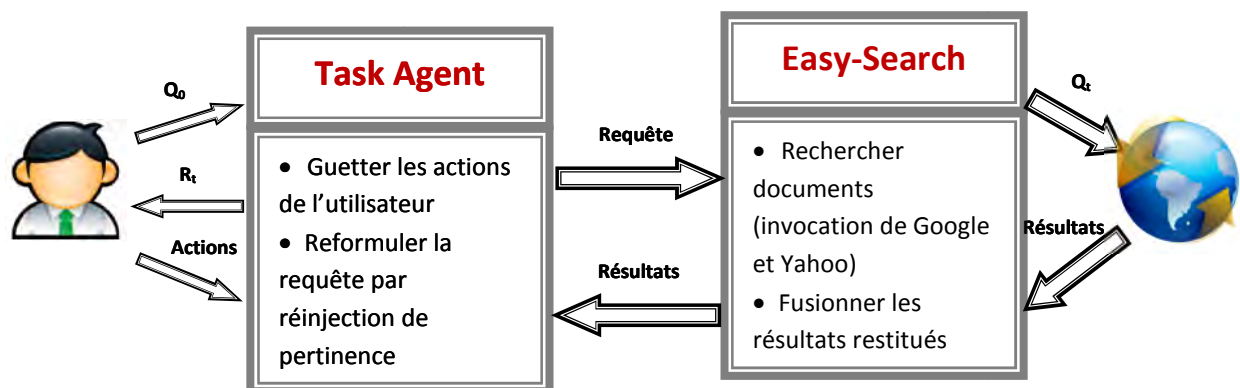 Q0
Rt
Actions
Task Agent
• Guetter les actions
de l'utilisateur
• Reformuler la
requête par
réinjection de
pertinence
Requête
Résultats
Easy-Search
• Rechercher
documents
(invocation de Google
et Yahoo)
• Fusionner les
résultats restitués
Qt
Résultats